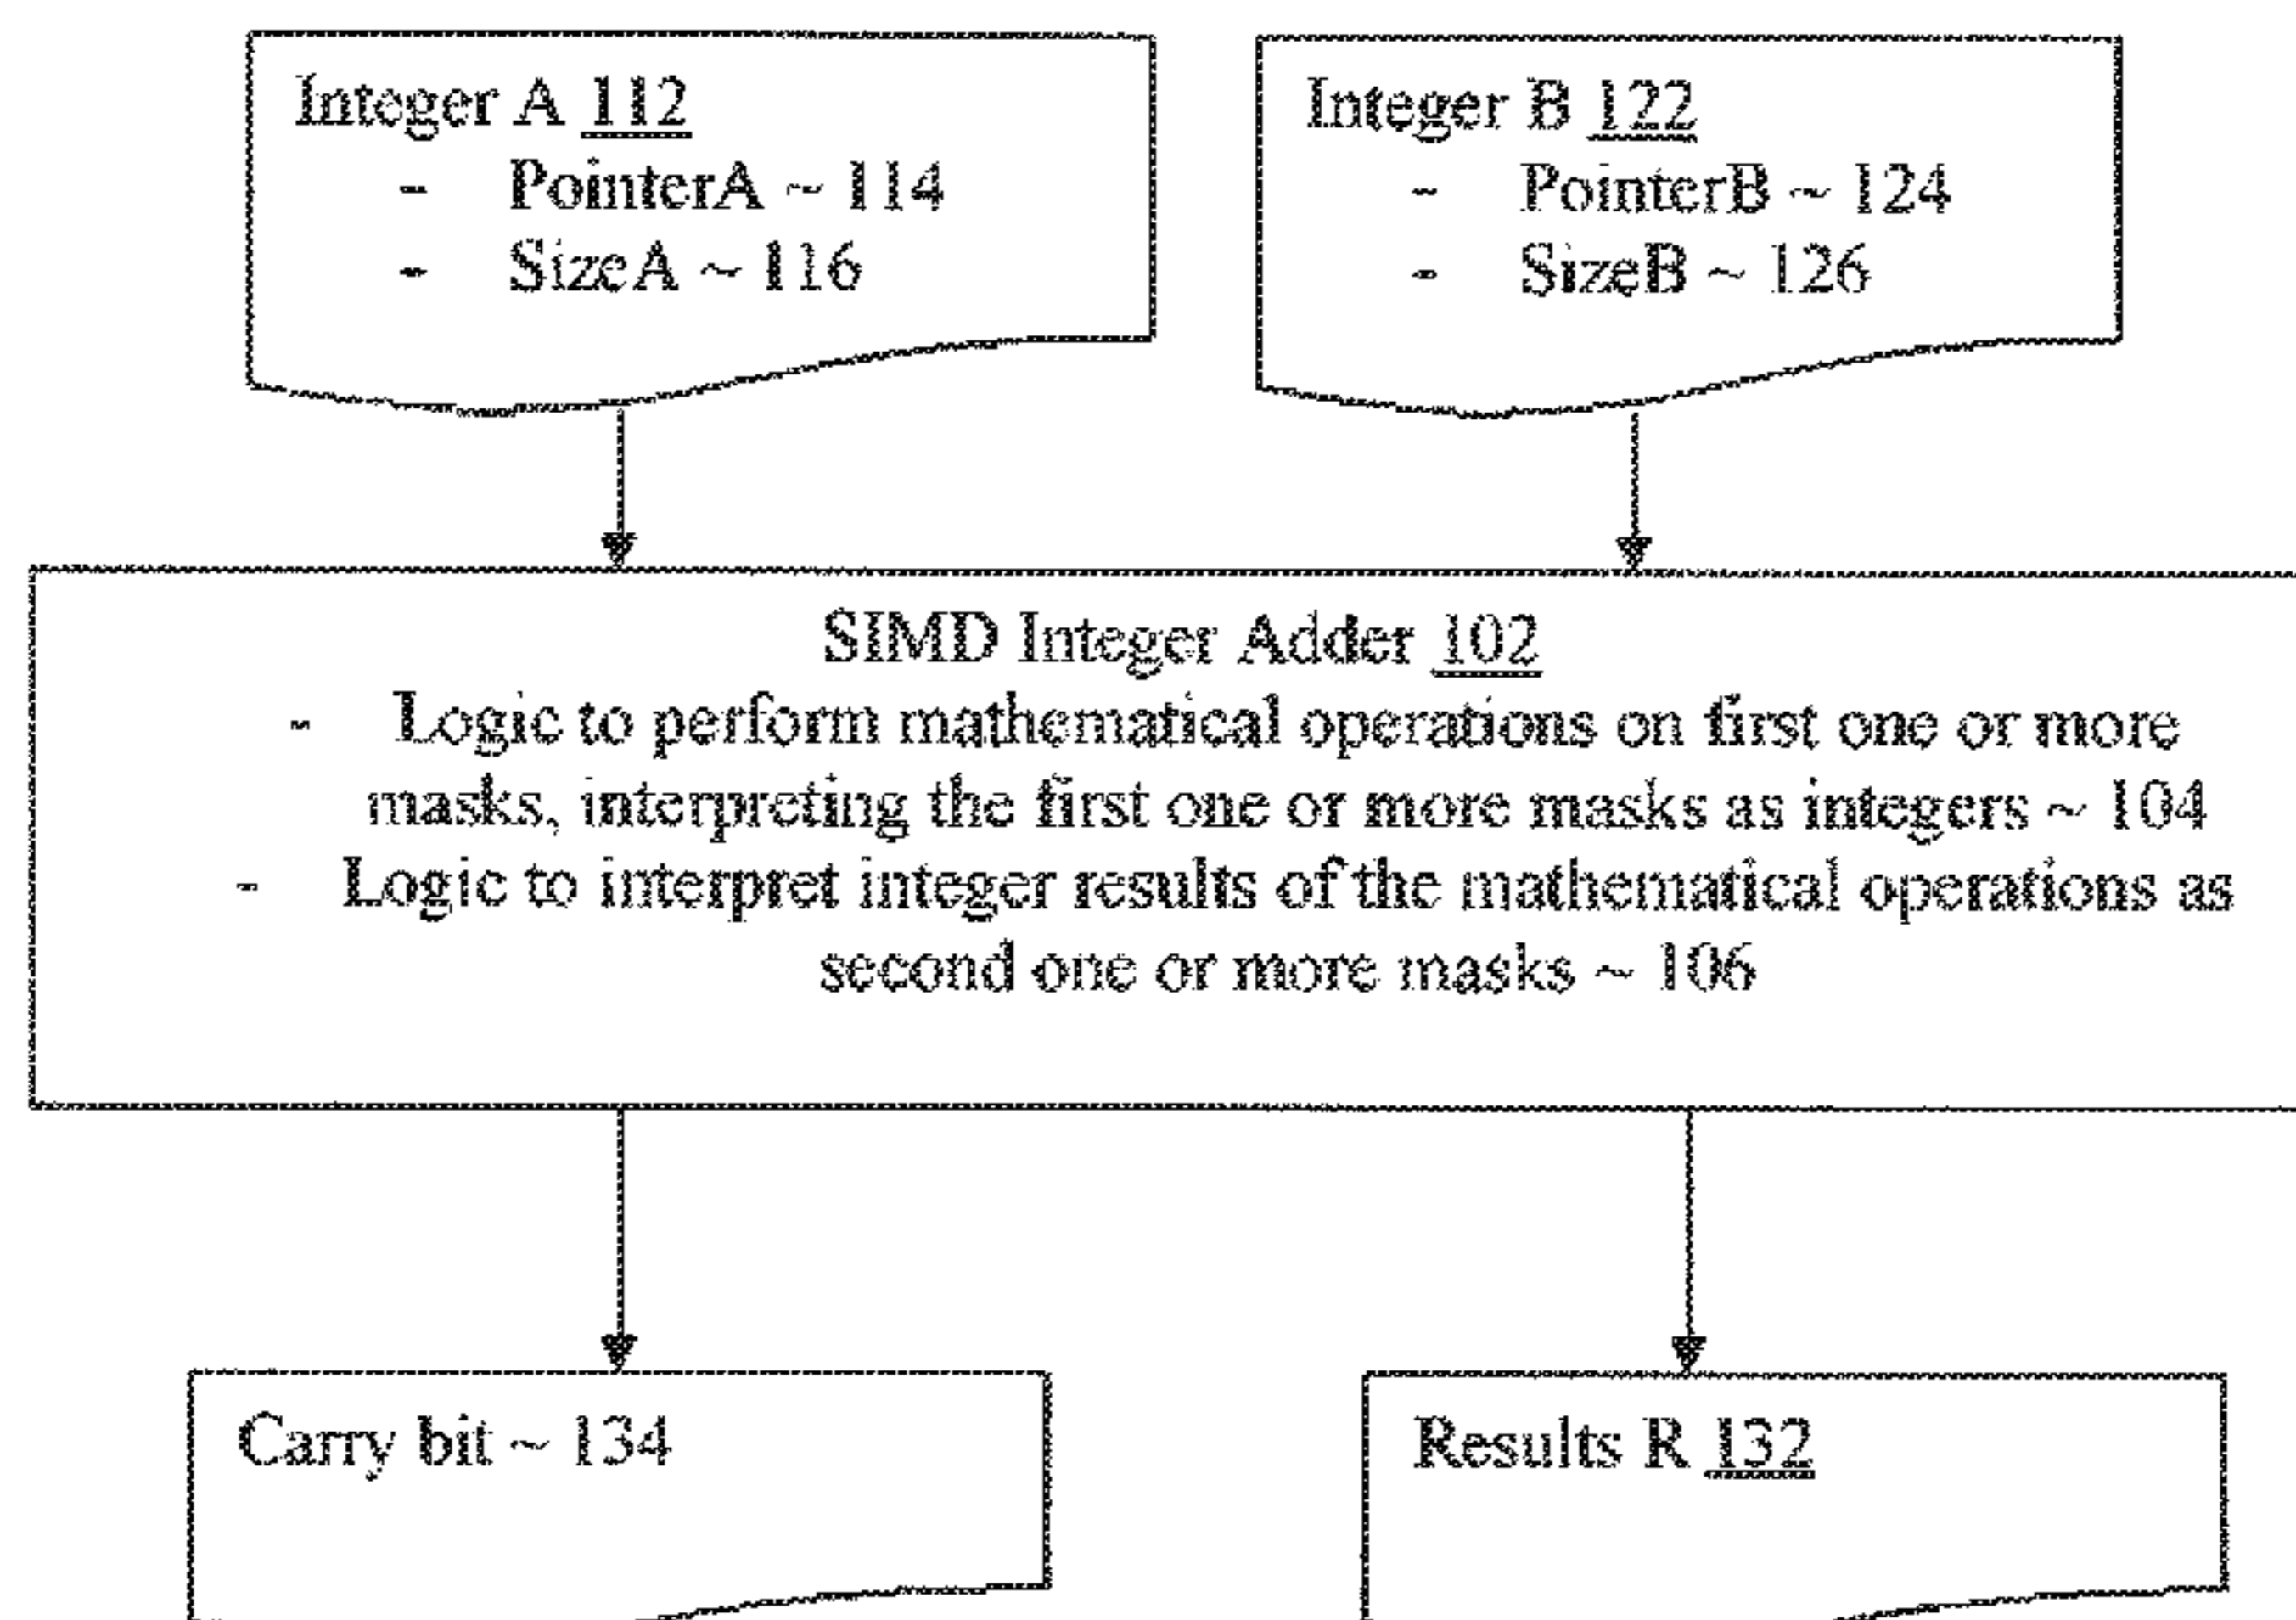 Integer A 112
- PointerA ~ 114
- SizeA ~ 116
Integer B 122
- PointerB ~ 124
- SizeB ~ 126
SIMD Integer Adder 102
- Logic to perform mathematical operations on first one or more
masks, interpreting the first one or more masks as integers ~ 104
- Logic to interpret integer results of the mathematical operations as
second one or more masks ~ 106
Carry bit ~ 134
Results R 132